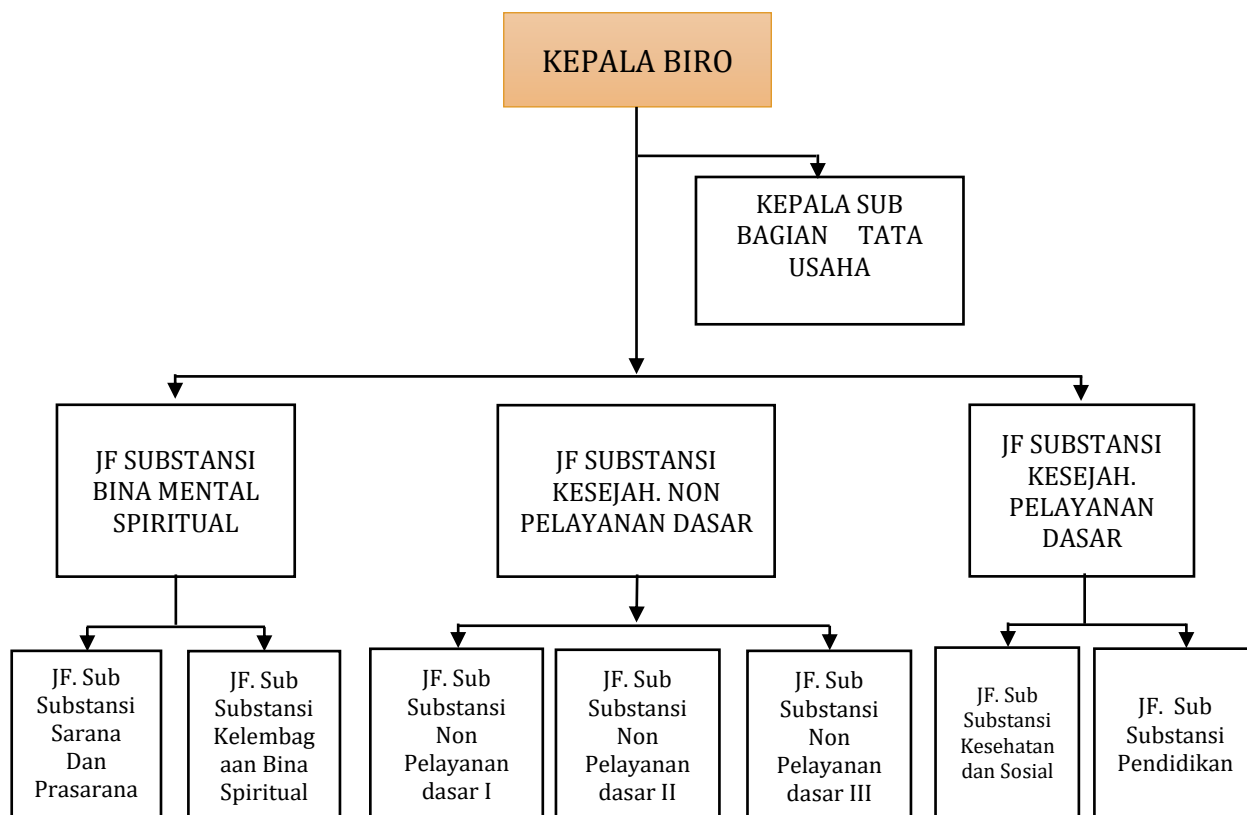 KEPALA BIRO
KEPALA SUB
BAGIAN TATA
USAHA
JF SUBSTANSI
BINA MENTAL
SPIRITUAL
JF SUBSTANSI
KESEJAH. NON
PELAYANAN DASAR
JF SUBSTANSI
KESEJAH.
PELAYANAN
DASAR
JF. Sub
Substansi
Sarana
Dan
Prasarana
JF. Sub
Substansi
Kelembag
aan Bina
Spiritual
JF. Sub
Substansi
Non
Pelayanan
dasar I
JF. Sub
Substansi
Non
Pelayanan
dasar II
JF. Sub
Substansi
Non
Pelayanan
dasar III
JF. Sub
Substansi
Kesehatan
dan Sosial
JF. Sub
Substansi
Pendidikan